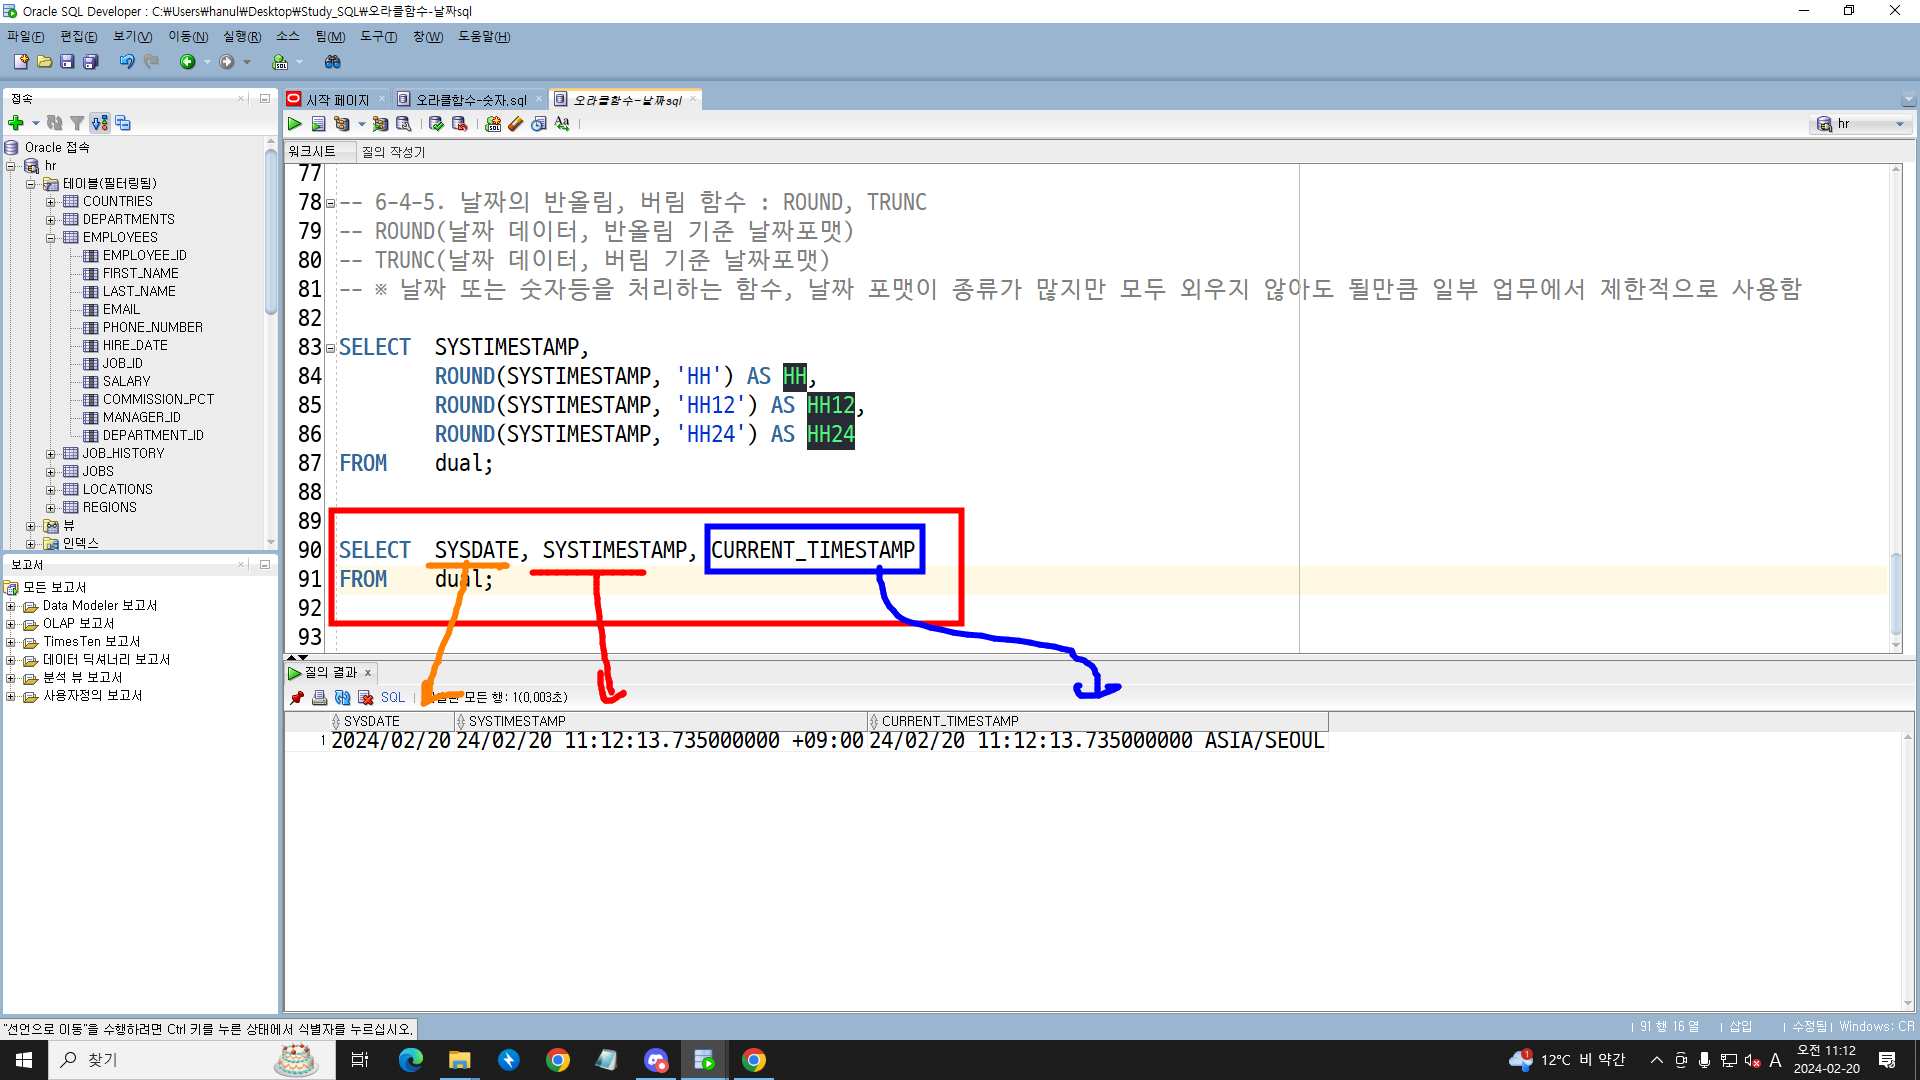 Oracle SQL Developer : C:₩Users₩hanul₩Desktop₩Study_SQL₩오라클함수-날짜sql
파일(F) 편집(E) 보기(V) 이동(N) 실행(R) 소스 팀(M) 도구(T) 창(W) 도움말(H)
접속
시작 페이지 오라클함수-숫자.sql 오라클함수-날짜sql
hr
워크시트 질의 작성기
Oracle 접속
hr
테이블(필터링됨)
COUNTRIES
DEPARTMENTS
EMPLOYEES
EMPLOYEE_ID
FIRST_NAME
LAST_NAME
EMAIL
PHONE_NUMBER
HIRE_DATE
JOB_ID
SALARY
COMMISSION_PCT
MANAGER_ID
DEPARTMENT_ID
JOB_HISTORY
JOBS
LOCATIONS
REGIONS
뷰
인덱스
보고서
모든 보고서
Data Modeler 보고서
OLAP 보고서
TimesTen 보고서
데이터 딕셔너리 보고서
분석 뷰 보고서
사용자정의 보고서
77
78 -- 6-4-5. 날짜의 반올림, 버림 함수 : ROUND, TRUNC
79 -- ROUND(날짜 데이터, 반올림 기준 날짜포맷)
80 -- TRUNC(날짜 데이터, 버림 기준 날짜포맷)
81 -- ※ 날짜 또는 숫자등을 처리하는 함수, 날짜 포맷이 종류가 많지만 모두 외우지 않아도 될만큼 일부 업무에서 제한적으로 사용함
82
83 SELECT SYSTIMESTAMP,
84 ROUND(SYSTIMESTAMP, 'HH') AS HH,
85 ROUND(SYSTIMESTAMP, 'HH12') AS HH12,
86 ROUND(SYSTIMESTAMP, 'HH24') AS HH24
87 FROM dual;
88
89
90 SELECT SYSDATE, SYSTIMESTAMP, CURRENT_TIMESTAMP
91 FROM dual;
92
93
질의 결과
SQL 모든 행: 1(0.003초)
SYSDATE SYSTIMESTAMP CURRENT_TIMESTAMP
1 2024/02/20 24/02/20 11:12:13.735000000 +09:00 24/02/20 11:12:13.735000000 ASIA/SEOUL
"선언으로 이동"을 수행하려면 Ctrl 키를 누른 상태에서 식별자를 누르십시오.
91 행 16 열 삽입 수정됨 Windows: CR
찾기
12°C 비 약간
A
오전 11:12
2024-02-20